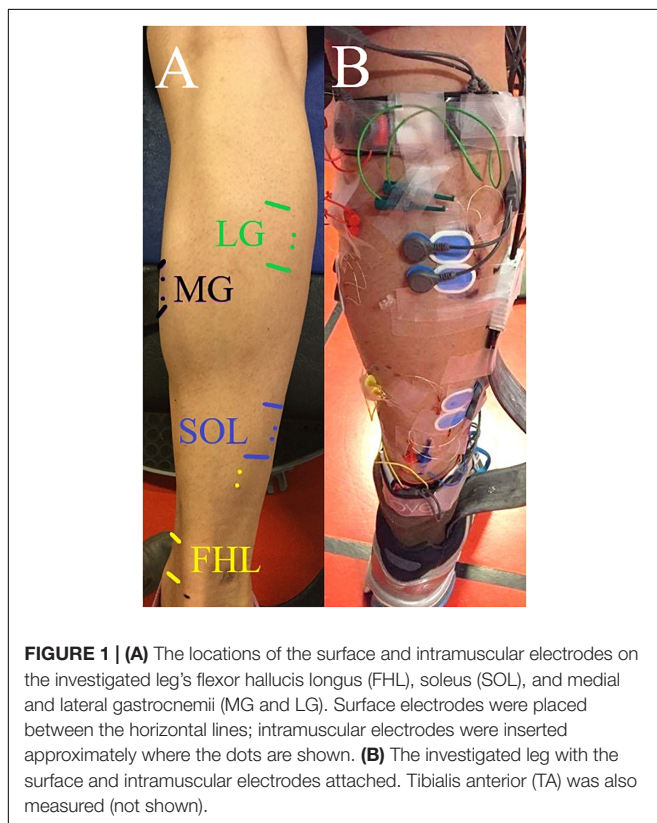 A
B
LG
MG
SOL
FHL
FIGURE 1 | (A) The locations of the surface and intramuscular electrodes on
the investigated leg's flexor hallucis longus (FHL), soleus (SOL), and medial
and lateral gastrocnemii (MG and LG). Surface electrodes were placed
between the horizontal lines; intramuscular electrodes were inserted
approximately where the dots are shown. (B) The investigated leg with the
surface and intramuscular electrodes attached. Tibialis anterior (TA) was also
measured (not shown).